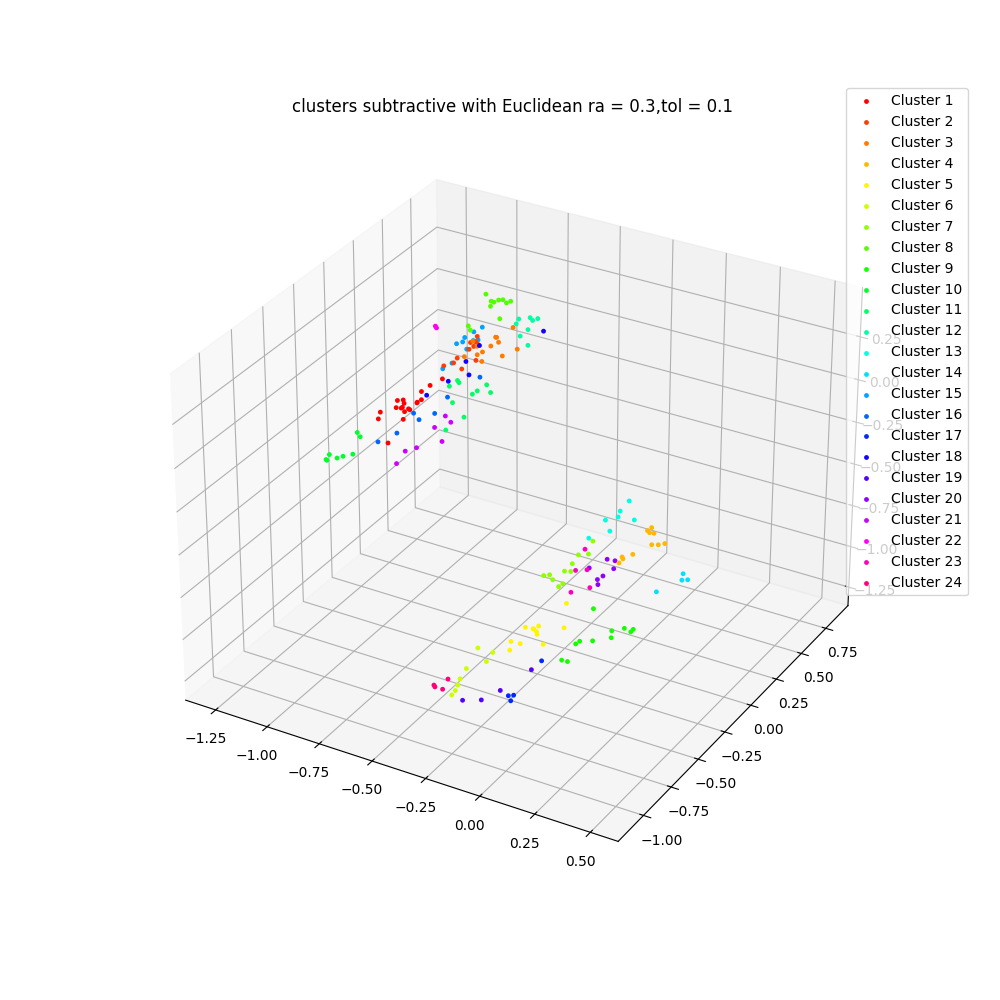 clusters subtractive with Euclidean ra = 0.3,tol = 0.1
Cluster 1
Cluster 2
Cluster 3
Cluster 4
Cluster 5
Cluster 6
Cluster 7
Cluster 8
Cluster 9
Cluster 10
Cluster 11
Cluster 12
Cluster 13
Cluster 14
Cluster 15
Cluster 16
Cluster 17
Cluster 18
Cluster 19
Cluster 20
Cluster 21
Cluster 22
Cluster 23
Cluster 24
0.25
0.00
−0.25
−0.50
−0.75
−1.00
−1.25
0.75
0.50
0.25
0.00
−0.25
−0.50
−0.75
−1.00
−1.25
−1.00
−0.75
−0.50
−0.25
0.00
0.25
0.50